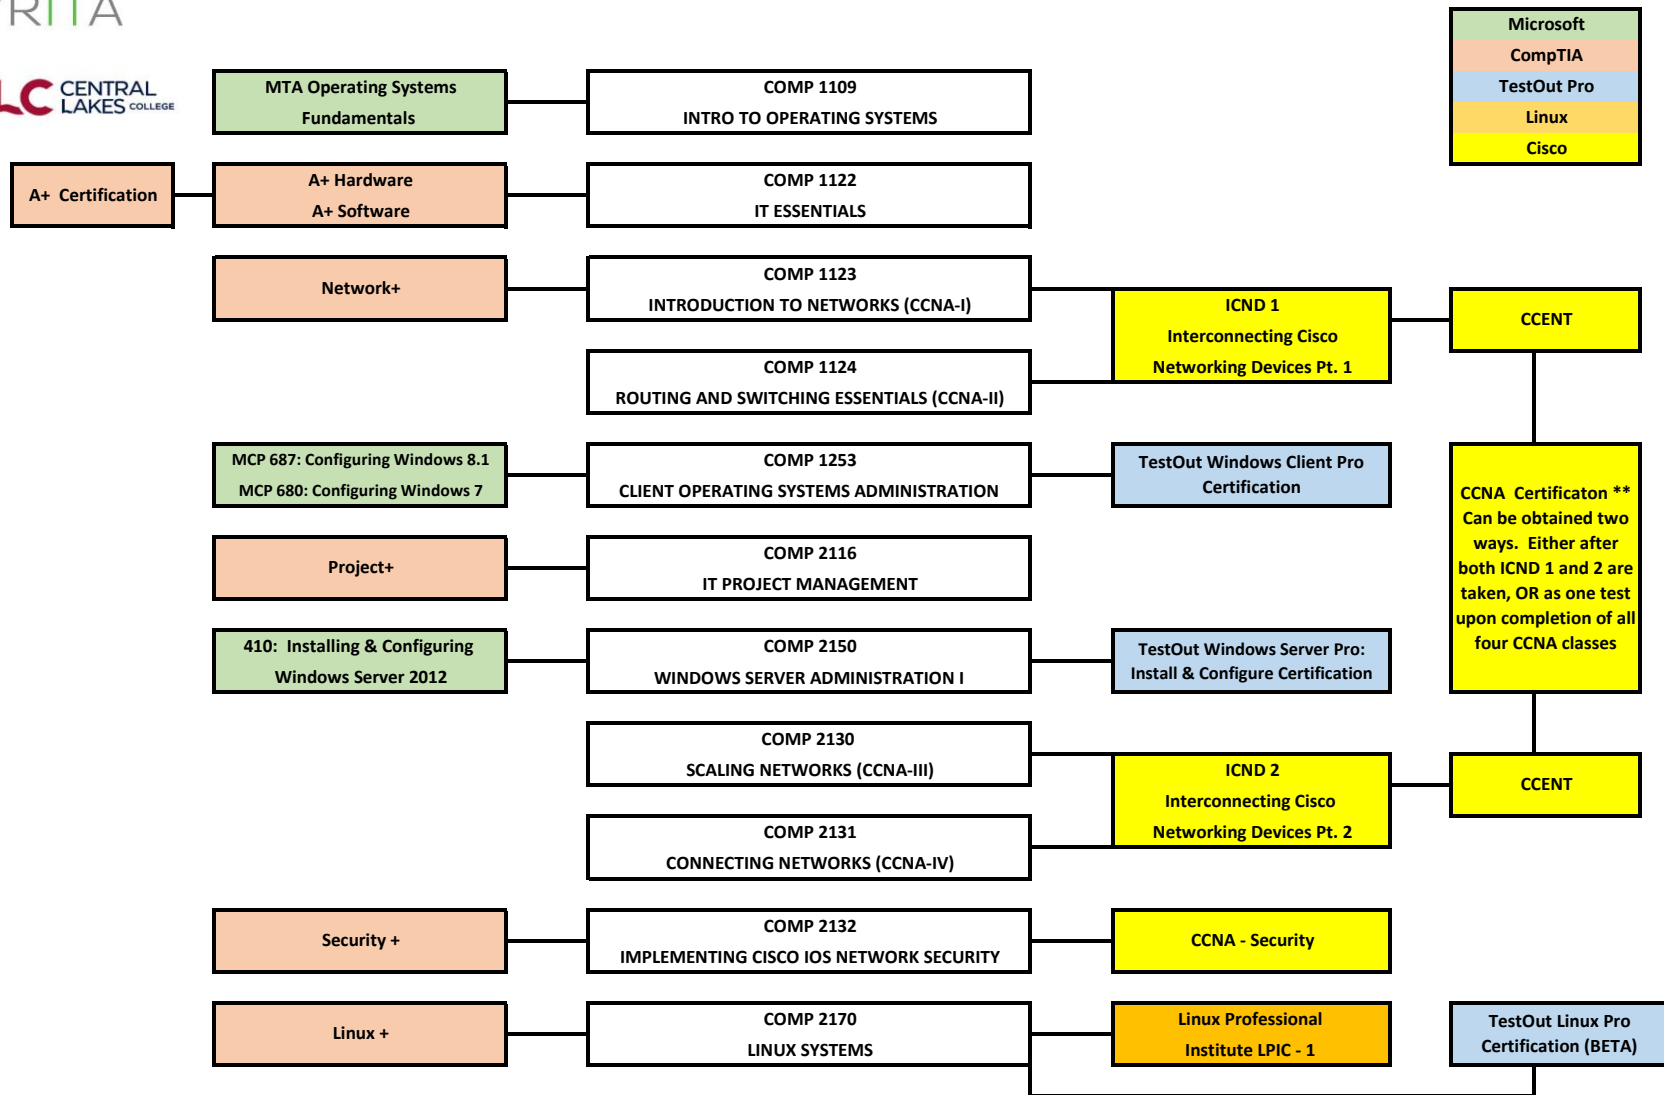 CENTRAL
LAKES COLLEGE
Microsoft
CompTIA
TestOut Pro
Linux
Cisco
MTA Operating Systems
Fundamentals
COMP 1109
INTRO TO OPERATING SYSTEMS
A+ Certification
A+ Hardware
A+ Software
COMP 1122
IT ESSENTIALS
Network+
COMP 1123
INTRODUCTION TO NETWORKS (CCNA-I)
ICND 1
Interconnecting Cisco
Networking Devices Pt. 1
CCENT
COMP 1124
ROUTING AND SWITCHING ESSENTIALS (CCNA-II)
MCP 687: Configuring Windows 8.1
MCP 680: Configuring Windows 7
COMP 1253
CLIENT OPERATING SYSTEMS ADMINISTRATION
TestOut Windows Client Pro
Certification
CCNA Certificaton **
Can be obtained two
ways. Either after
both ICND 1 and 2 are
taken, OR as one test
upon completion of all
four CCNA classes
Project+
COMP 2116
IT PROJECT MANAGEMENT
410: Installing & Configuring
Windows Server 2012
COMP 2150
WINDOWS SERVER ADMINISTRATION I
TestOut Windows Server Pro:
Install & Configure Certification
COMP 2130
SCALING NETWORKS (CCNA-III)
ICND 2
Interconnecting Cisco
Networking Devices Pt. 2
CCENT
COMP 2131
CONNECTING NETWORKS (CCNA-IV)
Security +
COMP 2132
IMPLEMENTING CISCO IOS NETWORK SECURITY
CCNA - Security
Linux +
COMP 2170
LINUX SYSTEMS
Linux Professional
Institute LPIC - 1
TestOut Linux Pro
Certification (BETA)